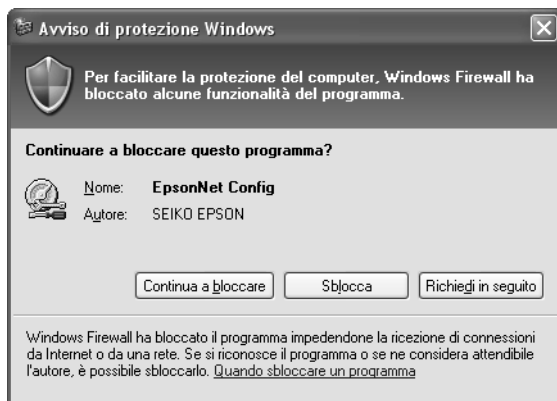 Avviso di protezione Windows
Per facilitare la protezione del computer, Windows Firewall ha
bloccato alcune funzionalità del programma.
Continuare a bloccare questo programma?
Nome: EpsonNet Config
Autore: SEIKO EPSON
Continua a bloccare Sblocca Richiedi in seguito
Windows Firewall ha bloccato il programma impedendone la ricezione di connessioni
da Internet o da una rete. Se si riconosce il programma o se ne considera attendibile
l'autore, è possibile sbloccarlo. Quando sbloccare un programma